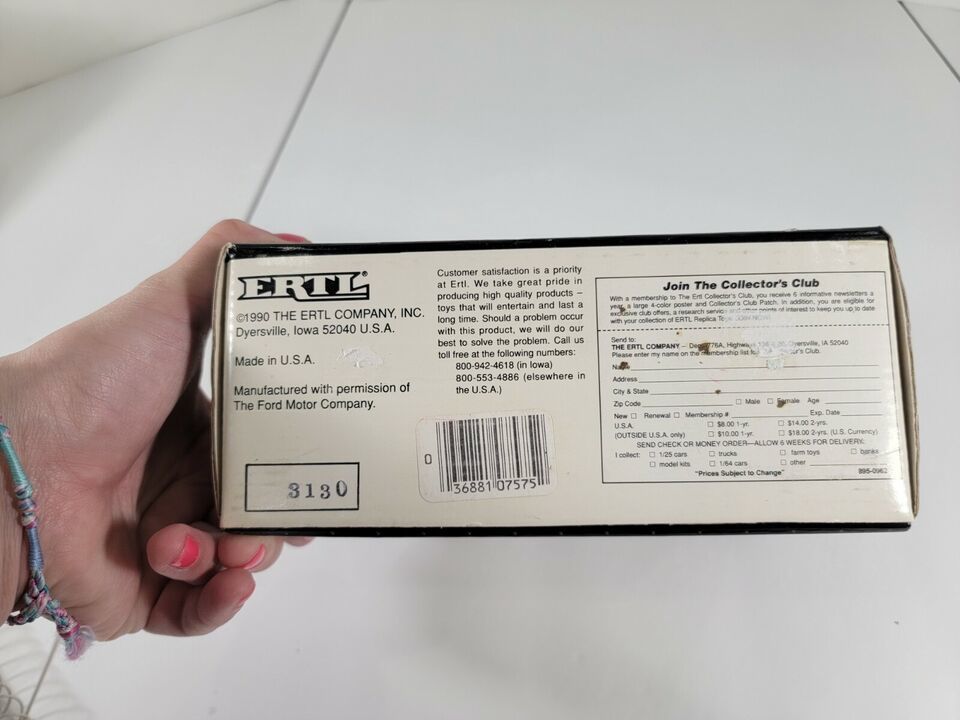 ERTL®
©1990 THE ERTL COMPANY, INC.
Dyersville, Iowa 52040 U.S.A.
Made in U.S.A.
Manufactured with permission of
The Ford Motor Company.
3130
Customer satisfaction is a priority
at Ertl. We take great pride in
producing high quality products –
toys that will entertain and last a
long time. Should a problem occur
with this product, we will do our
best to solve the problem. Call us
toll free at the following numbers:
800-942-4618 (in Iowa)
800-553-4886 (elsewhere in
the U.S.A.)
0 36881 07575
Join The Collector's Club
With a membership to The Ertl Collector's Club, you receive 6 informative newsletters a
year, a large 4-color poster and Collector's Club Patch. In addition, you are eligible for
exclusive club offers, a research service and other points of interest to keep you up to date
with your collection of ERTL Replica Toys. JOIN NOW!
Send to:
THE ERTL COMPANY – Dept. 776A, Highways Dyersville, IA 52040
Please enter my name on the membership list for Collector's Club.
Name
Address
City & State
Zip Code □ Male □ Female Age
New □ Renewal □ Membership # Exp. Date
U.S.A. □ $8.00 1-yr. □ $14.00 2-yrs.
(OUTSIDE U.S.A. only) □ $10.00 1-yr. □ $18.00 2-yrs. (U.S. Currency)
SEND CHECK OR MONEY ORDER—ALLOW 6 WEEKS FOR DELIVERY.
I collect: □ 1/25 cars □ trucks □ farm toys □ banks
□ model kits □ 1/64 cars □ other
"Prices Subject to Change" 895-0962